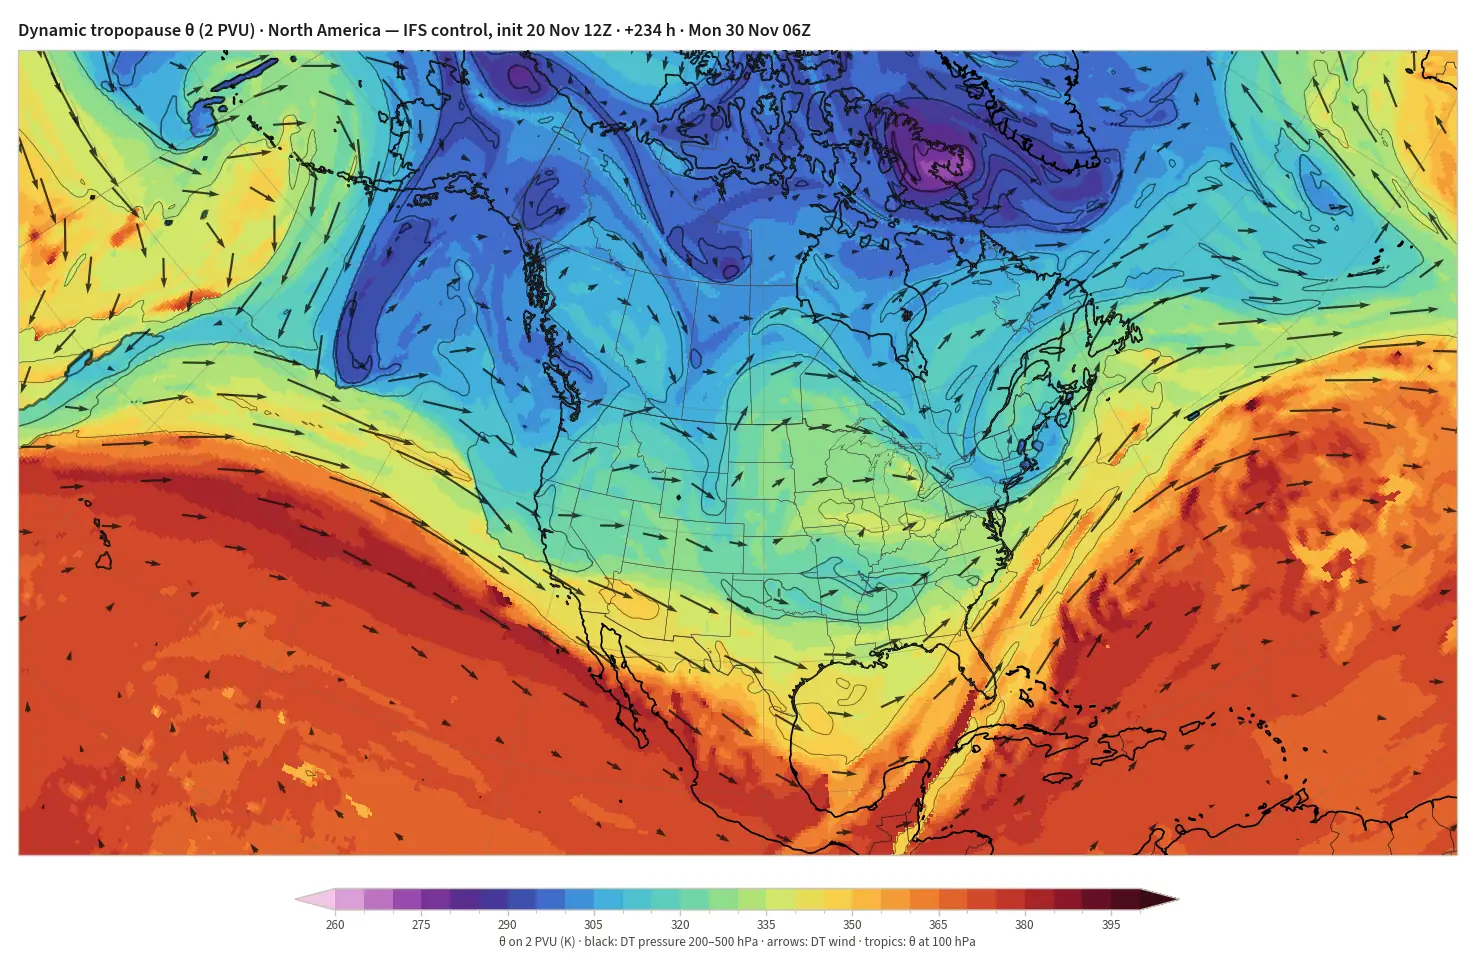 Dynamic tropopause θ (2 PVU) · North America — IFS control, init 20 Nov 12Z · +234 h · Mon 30 Nov 06Z
260 275 290 305 320 335 350 365 380 395
θ on 2 PVU (K) · black: DT pressure 200–500 hPa · arrows: DT wind · tropics: θ at 100 hPa